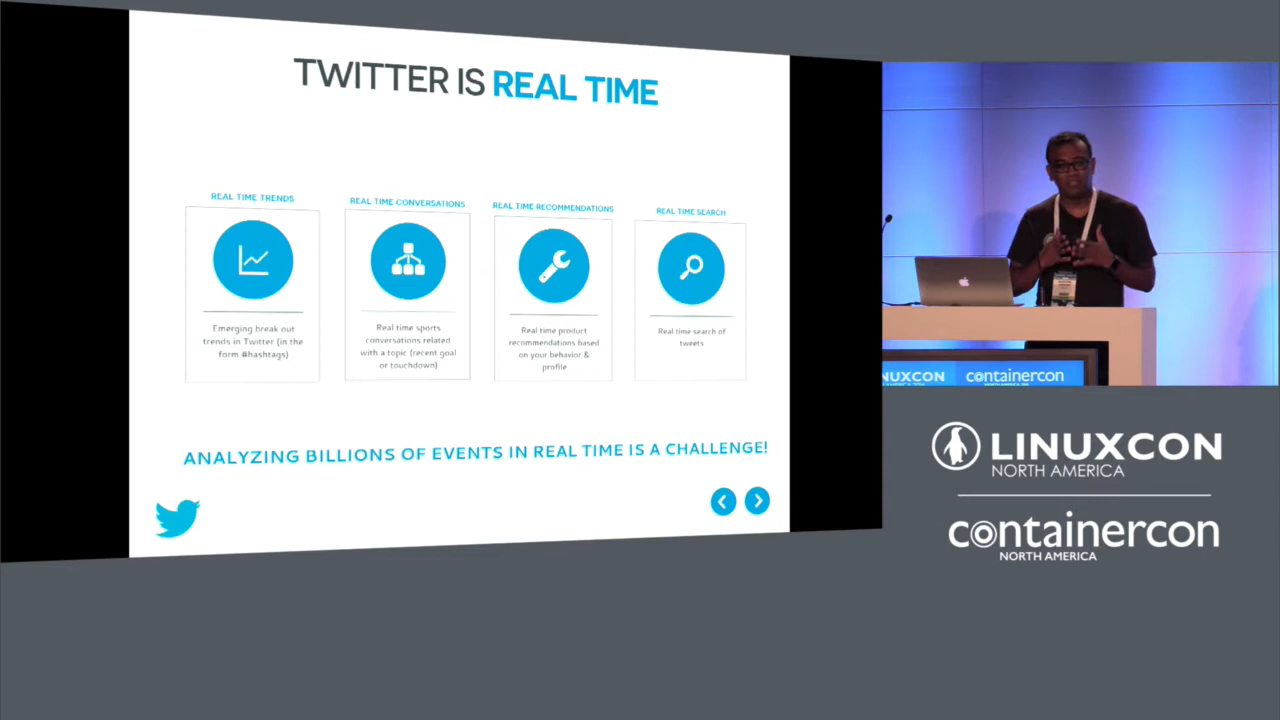 TWITTER IS REAL TIME
REAL TIME TRENDS
Emerging break out
trends in Twitter (in the
form #hashtags)
REAL TIME CONVERSATIONS
Real time sports
conversations related
with a topic (recent goal
or touchdown)
REAL TIME RECOMMENDATIONS
Real time product
recommendations based
on your behavior &
profile
REAL TIME SEARCH
Real time search of
tweets
ANALYZING BILLIONS OF EVENTS IN REAL TIME IS A CHALLENGE!
NUXCON
containercon
LINUXCON
NORTH AMERICA
containercon
NORTH AMERICA